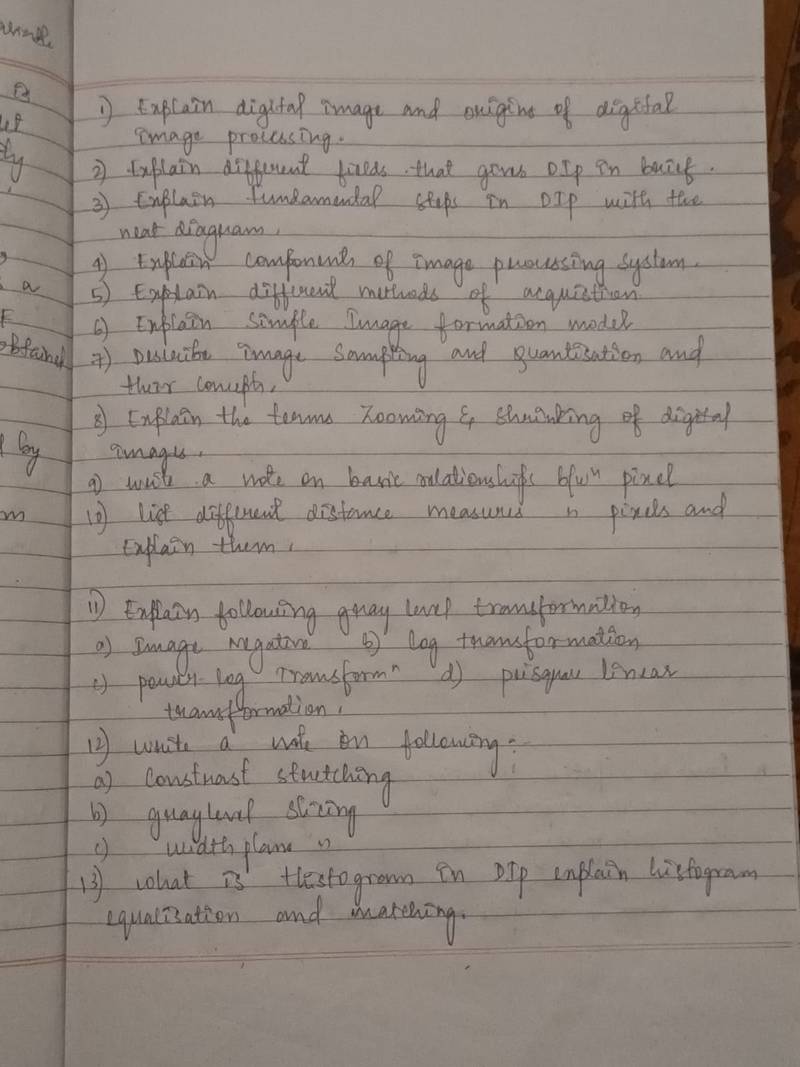 1) Explain digital image and origins of digital
image processing.
2) Explain different fields that gives DIP in brief.
3) Explain fundamental steps in DIP with the
neat diagram.
4) Explain components of image processing system.
5) Explain different methods of acquistion
6) Explain Simple Image formation model
7) Describe image Sampling and Quantization and
their concepts.
8) Explain the terms Zooming & Shrinking of digital
images.
9) write a note on basic relationships b/wn pixel
10) list different distance measures n pixels and
Explain them.
11) Explain following gray level transformation
a) Image negative b) log transformation
c) power-log Transformn d) linear
transformation.
12) write a note on following:
a) Constrast stretching
b) graylevel slicing
c) width plane "
13) what is Histogram in DIP explain histogram
equalization and matching.
a
obtained
by
m